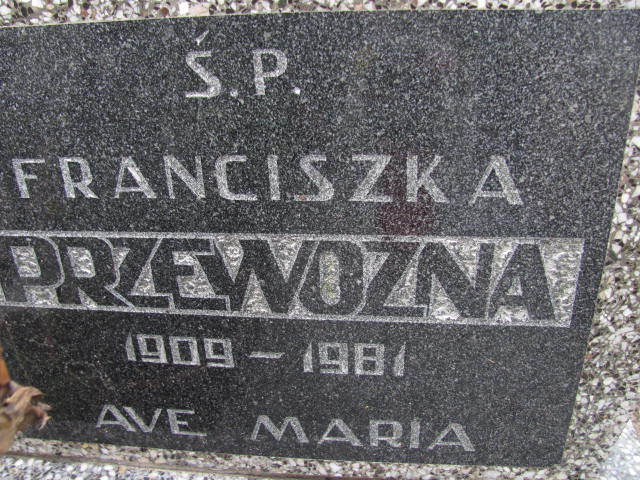 Ś.P.
FRANCISZKA
PRZEWOZNA
1909-1981
AVE MARIA